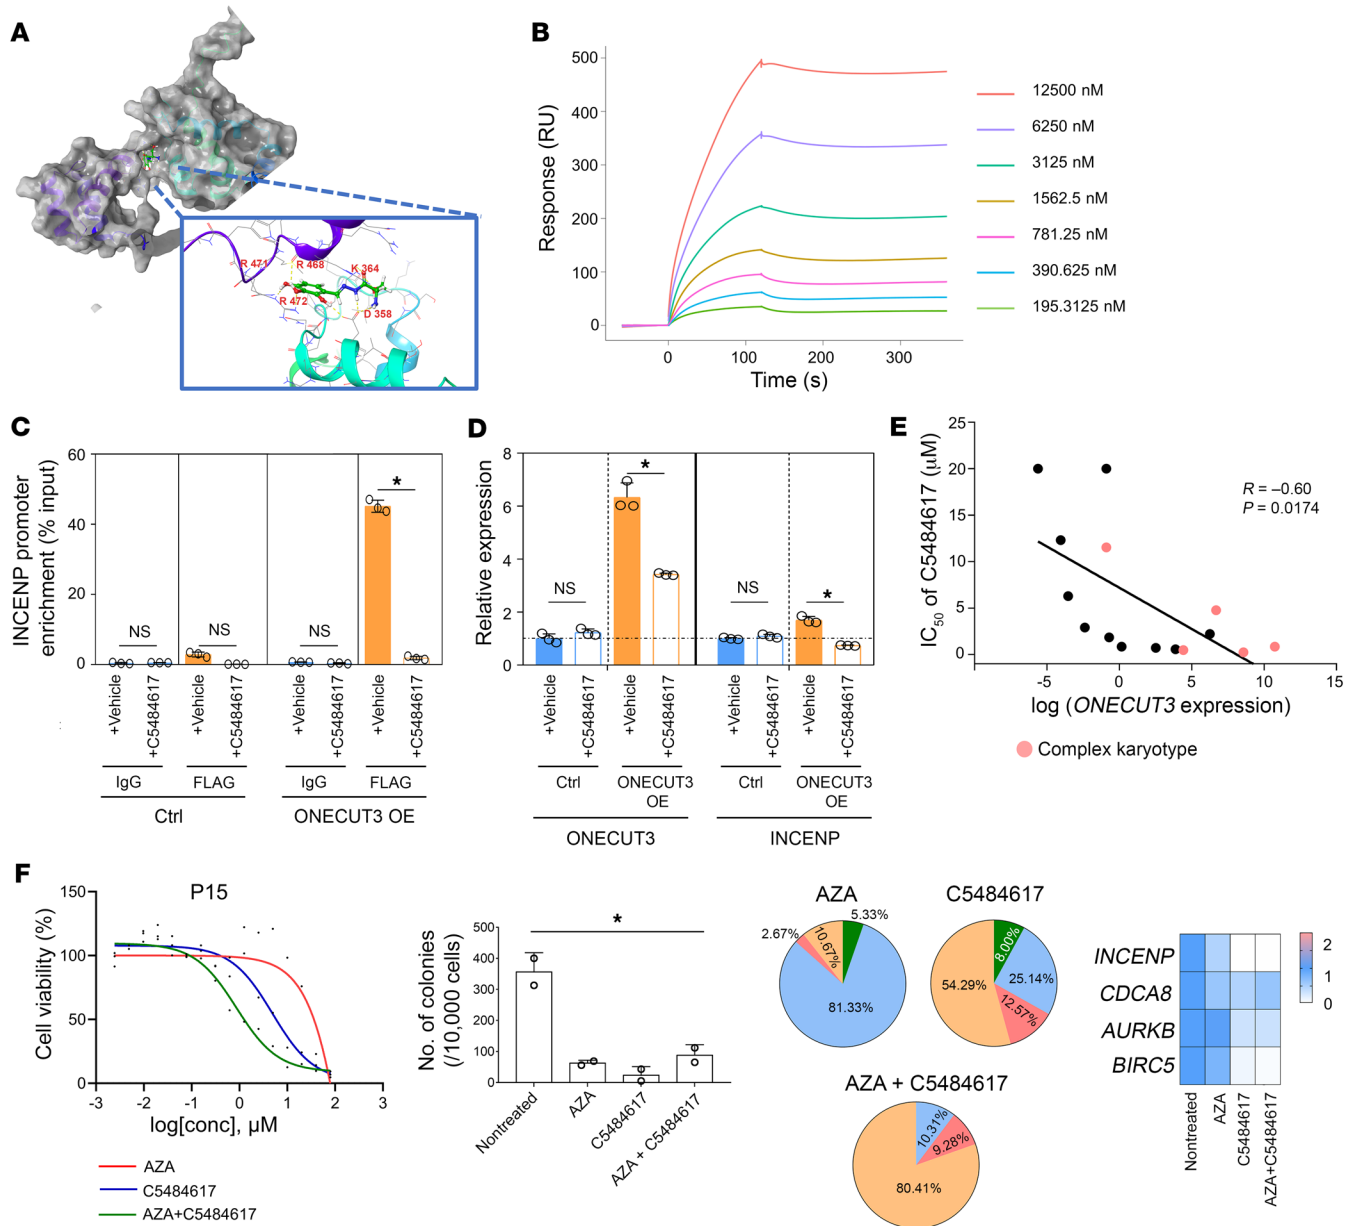 A
R 471
R 468
K 364
R 472
D 358
B
Response (RU)
500
400
300
200
100
0
0
100
200
300
Time (s)
12500 nM
6250 nM
3125 nM
1562.5 nM
781.25 nM
390.625 nM
195.3125 nM
C
INCENP promoter
enrichment (% input)
60
40
20
0
NS
NS
NS
*
+Vehicle
+C5484617
+Vehicle
+C5484617
+Vehicle
+C5484617
+Vehicle
+C5484617
IgG
FLAG
IgG
FLAG
Ctrl
ONECUT3 OE
D
Relative expression
8
6
4
2
0
NS
*
NS
*
+Vehicle
+C5484617
+Vehicle
+C5484617
+Vehicle
+C5484617
+Vehicle
+C5484617
Ctrl
ONECUT3
OE
Ctrl
ONECUT3
OE
ONECUT3
INCENP
E
IC50 of C5484617 (μM)
25
20
15
10
5
0
R = –0.60
P = 0.0174
-5
0
5
10
15
log (ONECUT3 expression)
Complex karyotype
F
P15
Cell viability (%)
150
100
50
0
-3
-2
-1
0
1
2
3
log[conc], μM
AZA
C5484617
AZA+C5484617
No. of colonies
(/10,000 cells)
500
400
300
200
100
0
*
Nontreated
AZA
C5484617
AZA + C5484617
AZA
5.33%
2.67%
10.67%
81.33%
C5484617
8.00%
25.14%
54.29%
12.57%
AZA + C5484617
10.31%
9.28%
80.41%
INCENP
CDCA8
AURKB
BIRC5
2
1
0
Nontreated
AZA
C5484617
AZA+C5484617